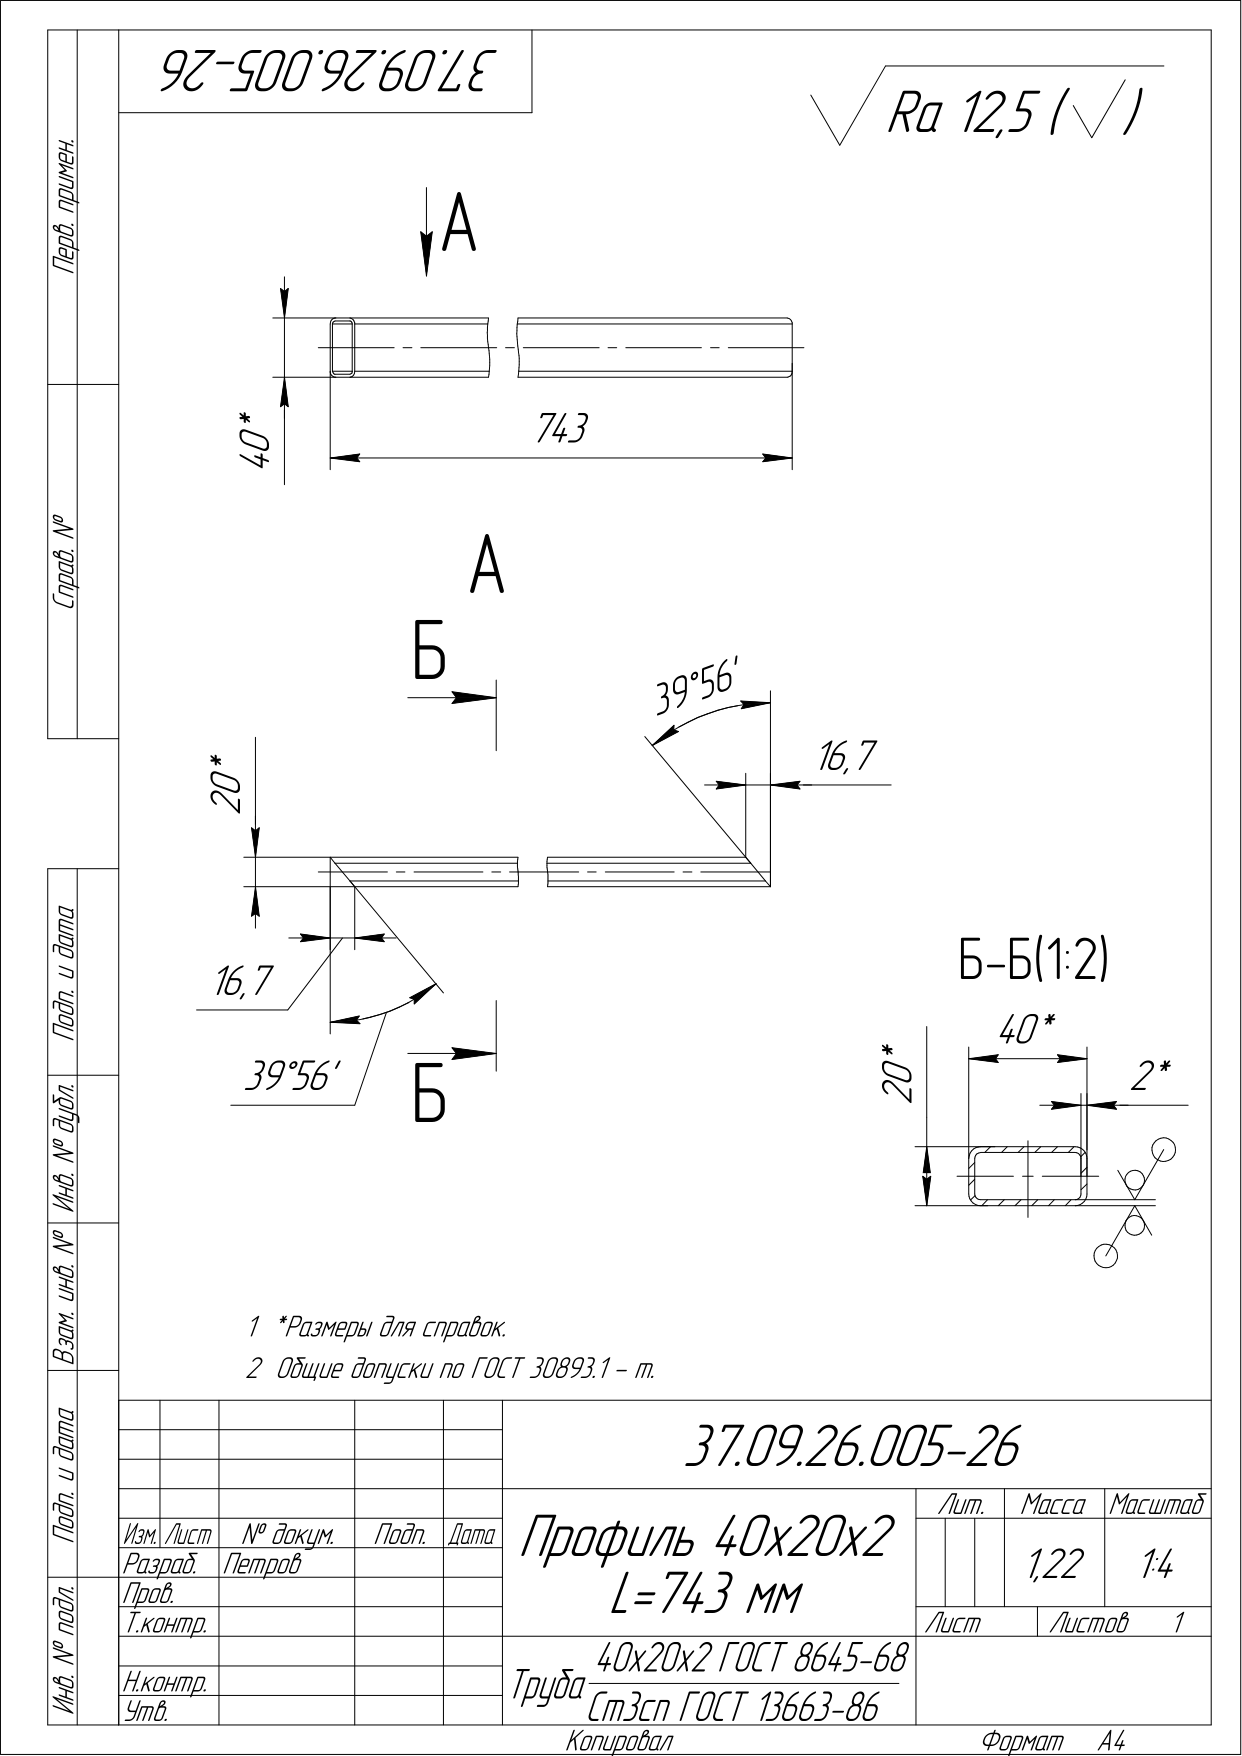 37.09.26.005-26
Ra 12,5 ( )
Перв. примен.
Справ. №
Подп. и дата
Инв. № дубл.
Взам. инв. №
Подп. и дата
Инв. № подл.
А
40*
743
А
Б
39°56'
16,7
20*
16,7
39°56'
Б
Б-Б(1:2)
40*
20*
2*
1 *Размеры для справок.
2 Общие допуски по ГОСТ 30893.1 - m.
37.09.26.005-26
Лит. Масса Масштаб
Изм. Лист № докум. Подп. Дата
Разраб. Петров
Пров.
Т.контр.
Н.контр.
Утв.
Профиль 40x20x2
L=743 мм
1,22 1:4
Лист Листов 1
40x20x2 ГОСТ 8645-68
Труба
Ст3сп ГОСТ 13663-86
Копировал Формат А4